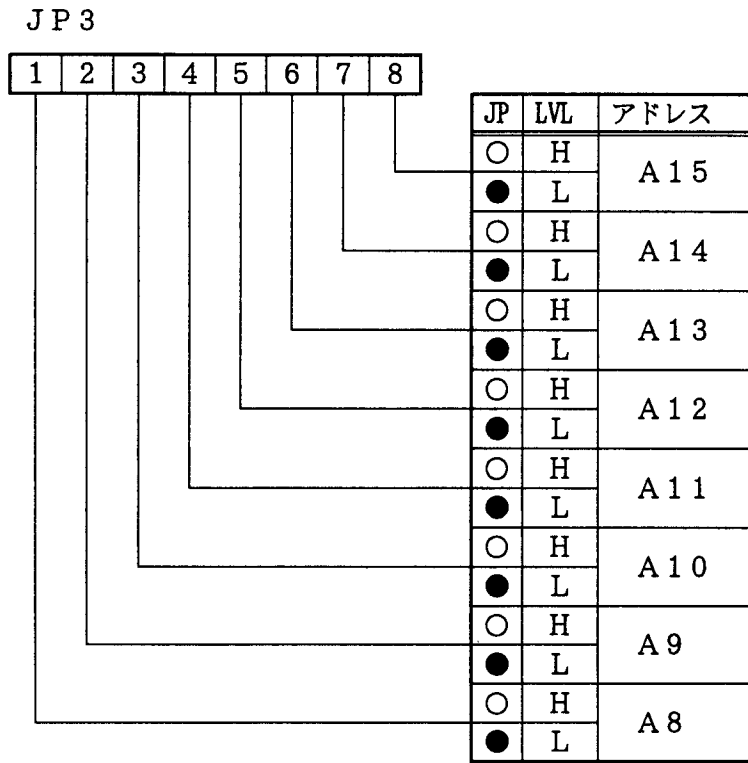 JP3
1 2 3 4 5 6 7 8
JP LVL アドレス
○ H A15
● L
○ H A14
● L
○ H A13
● L
○ H A12
● L
○ H A11
● L
○ H A10
● L
○ H A9
● L
○ H A8
● L